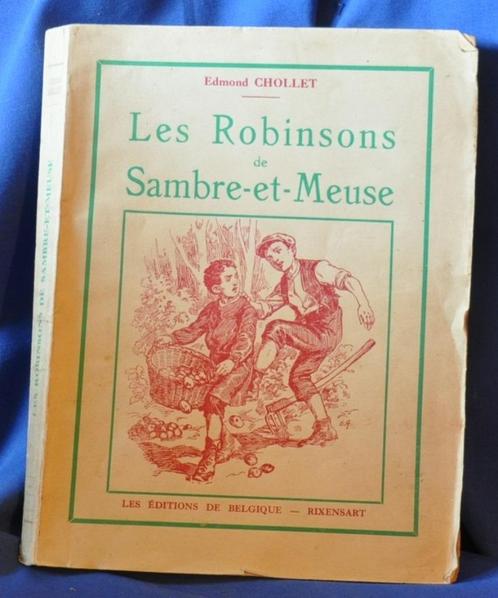 Edmond CHOLLET
Les Robinsons
de
Sambre-et-Meuse
LES ÉDITIONS DE BELGIQUE — RIXENSART
LES ROBINSONS DE SAMBRE-ET-MEUSE